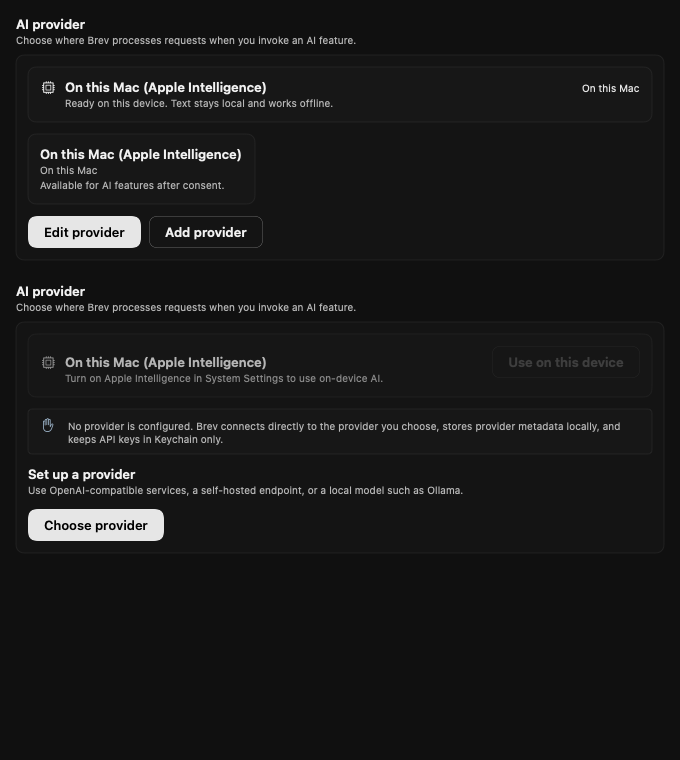 AI provider
Choose where Brev processes requests when you invoke an AI feature.
On this Mac (Apple Intelligence)
On this Mac
Ready on this device. Text stays local and works offline.
On this Mac (Apple Intelligence)
On this Mac
Available for AI features after consent.
Edit provider
Add provider
AI provider
Choose where Brev processes requests when you invoke an AI feature.
On this Mac (Apple Intelligence)
Use on this device
Turn on Apple Intelligence in System Settings to use on-device AI.
No provider is configured. Brev connects directly to the provider you choose, stores provider metadata locally, and
keeps API keys in Keychain only.
Set up a provider
Use OpenAI-compatible services, a self-hosted endpoint, or a local model such as Ollama.
Choose provider